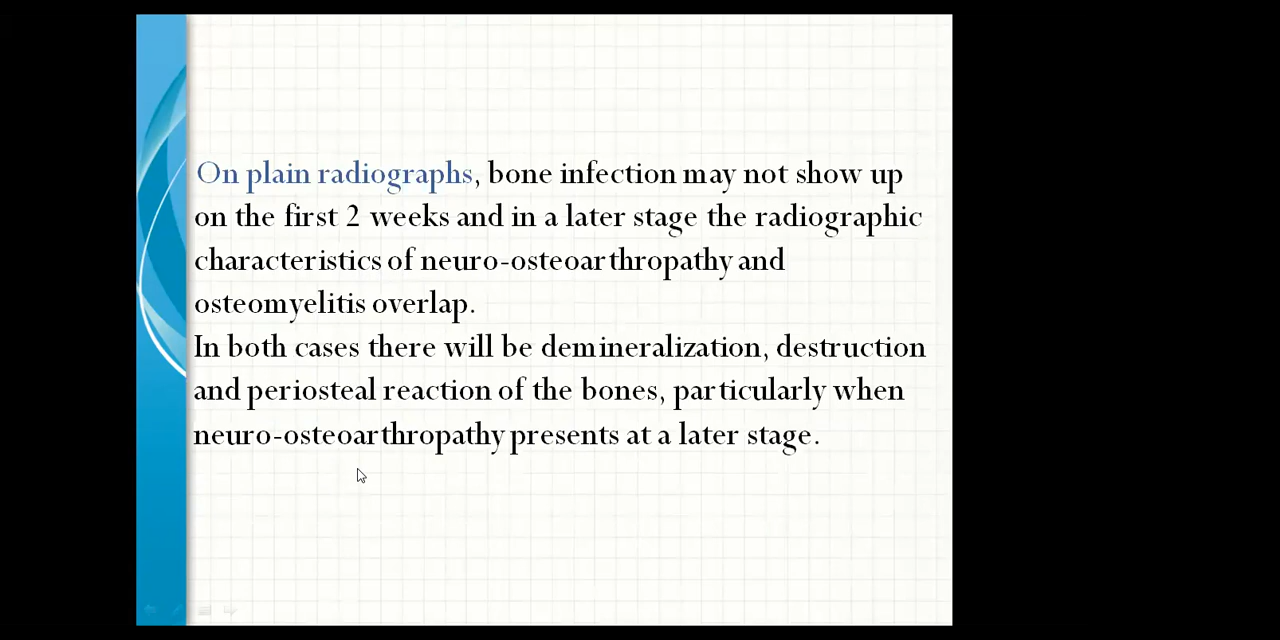 On plain radiographs, bone infection may not show up
on the first 2 weeks and in a later stage the radiographic
characteristics of neuro-osteoarthropathy and
osteomyelitis overlap.
In both cases there will be demineralization, destruction
and periosteal reaction of the bones, particularly when
neuro-osteoarthropathy presents at a later stage.